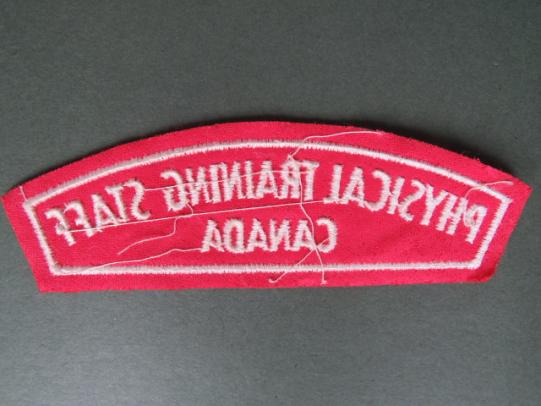 PHYSICAL TRAINING STAFF
CANADA